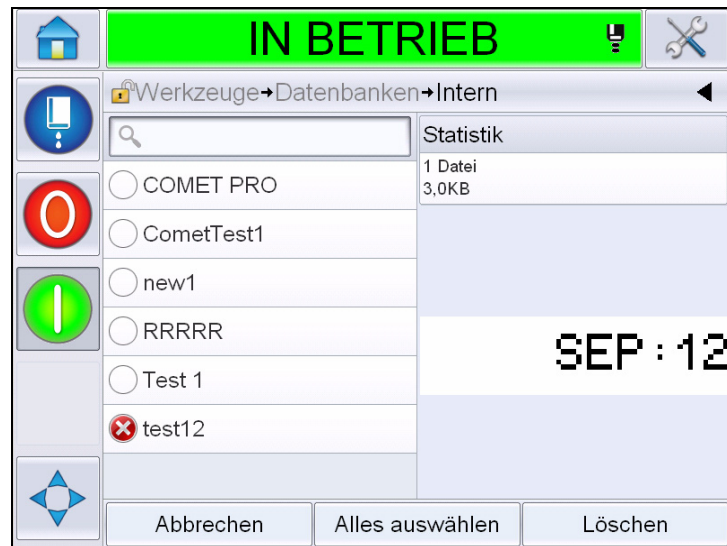 IN BETRIEB
Werkzeuge→Datenbanken→Intern
Statistik
1 Datei
3,0KB
COMET PRO
CometTest1
new1
RRRRR
Test 1
test12
SEP:12
Abbrechen
Alles auswählen
Löschen